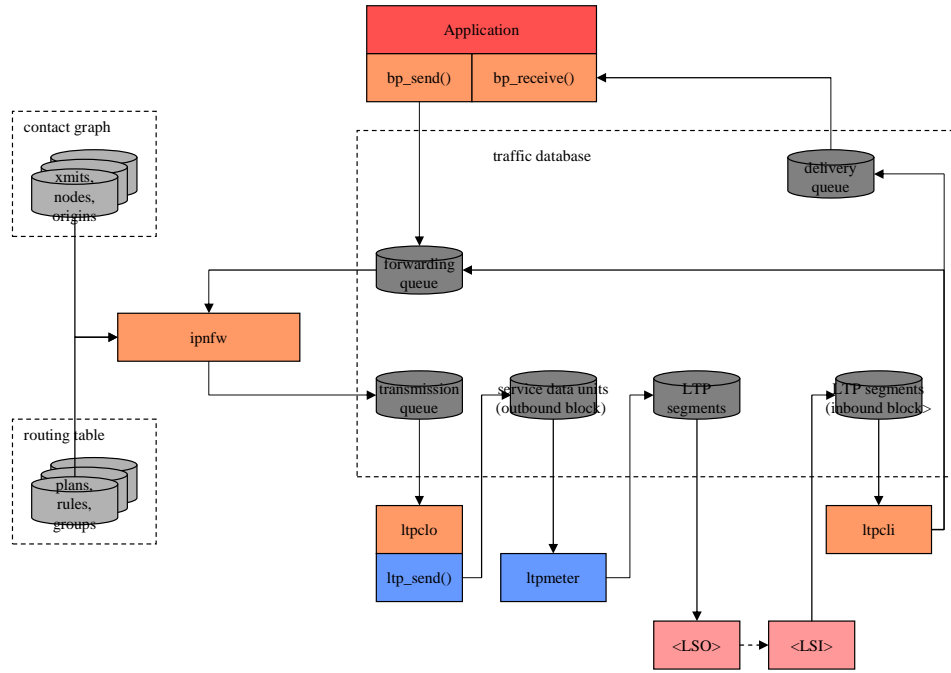 Application
bp_send()
bp_receive()
contact graph
xmits,
nodes,
origins
traffic database
delivery
queue
forwarding
queue
ipnfw
transmission
queue
service data units
(outbound block)
LTP
segments
LTP segments
(inbound block>
routing table
plans,
rules,
groups
ltpclo
ltp_send()
ltpmeter
ltpcli
<LSO>
<LSI>